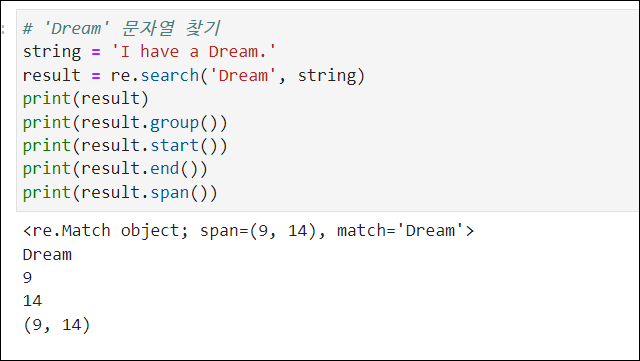 # 'Dream' 문자열 찾기
string = 'I have a Dream.'
result = re.search('Dream', string)
print(result)
print(result.group())
print(result.start())
print(result.end())
print(result.span())
<re.Match object; span=(9, 14), match='Dream'>
Dream
9
14
(9, 14)